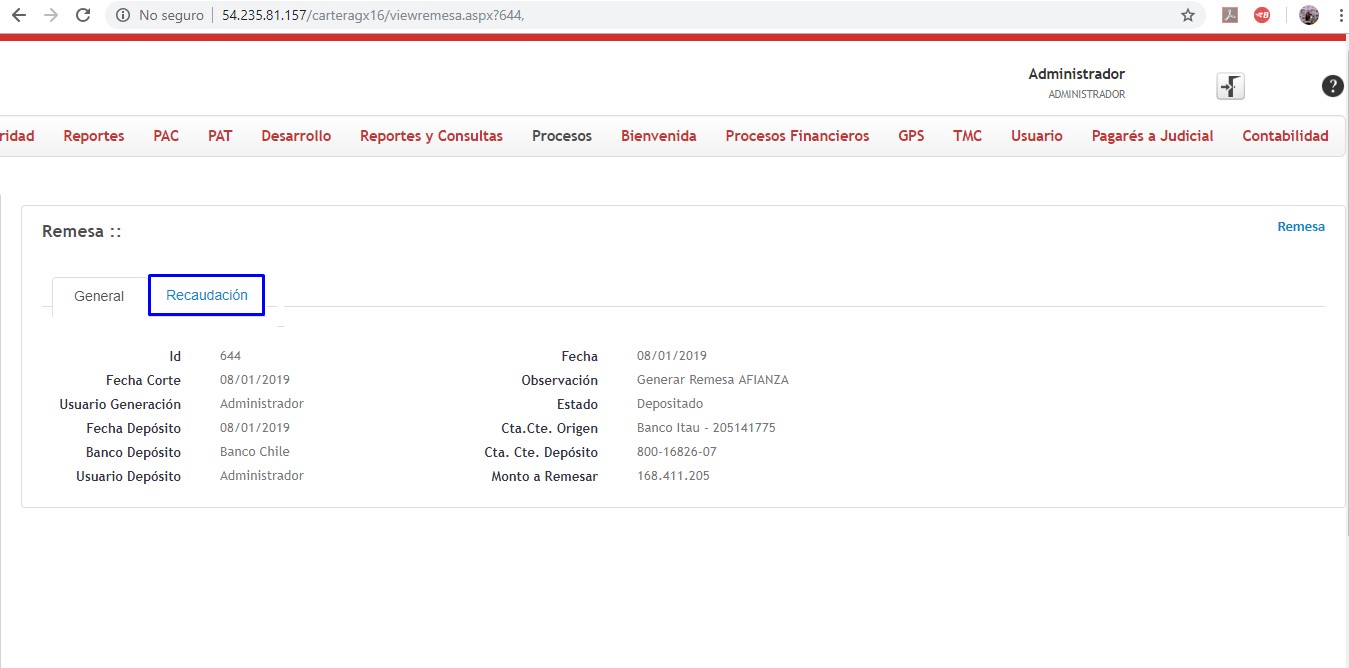 No seguro 54.235.81.157/carteragx16/viewremesa.aspx?644,
Administrador
ADMINISTRADOR
ridad Reportes PAC PAT Desarrollo Reportes y Consultas Procesos Bienvenida Procesos Financieros GPS TMC Usuario Pagarés a Judicial Contabilidad
Remesa ::
Remesa
General Recaudación
Id 644 Fecha 08/01/2019
Fecha Corte 08/01/2019 Observación Generar Remesa AFIANZA
Usuario Generación Administrador Estado Depositado
Fecha Depósito 08/01/2019 Cta.Cte. Origen Banco Itau - 205141775
Banco Depósito Banco Chile Cta. Cte. Depósito 800-16826-07
Usuario Depósito Administrador Monto a Remesar 168.411.205